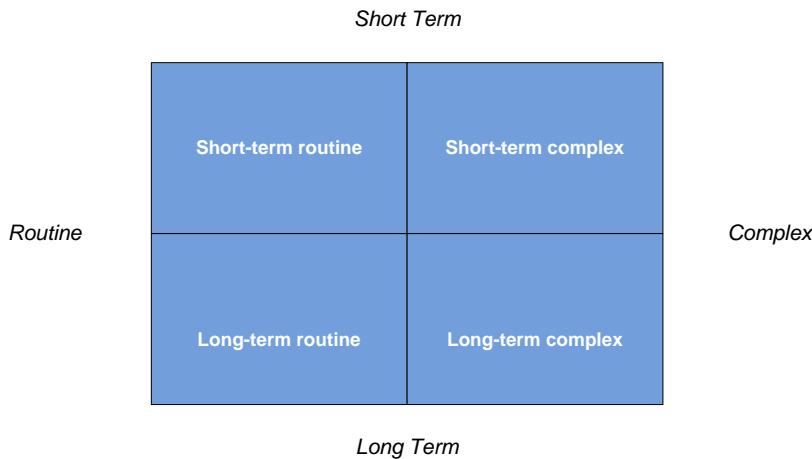 Short Term
Short-term routine
Short-term complex
Routine
Complex
Long-term routine
Long-term complex
Long Term